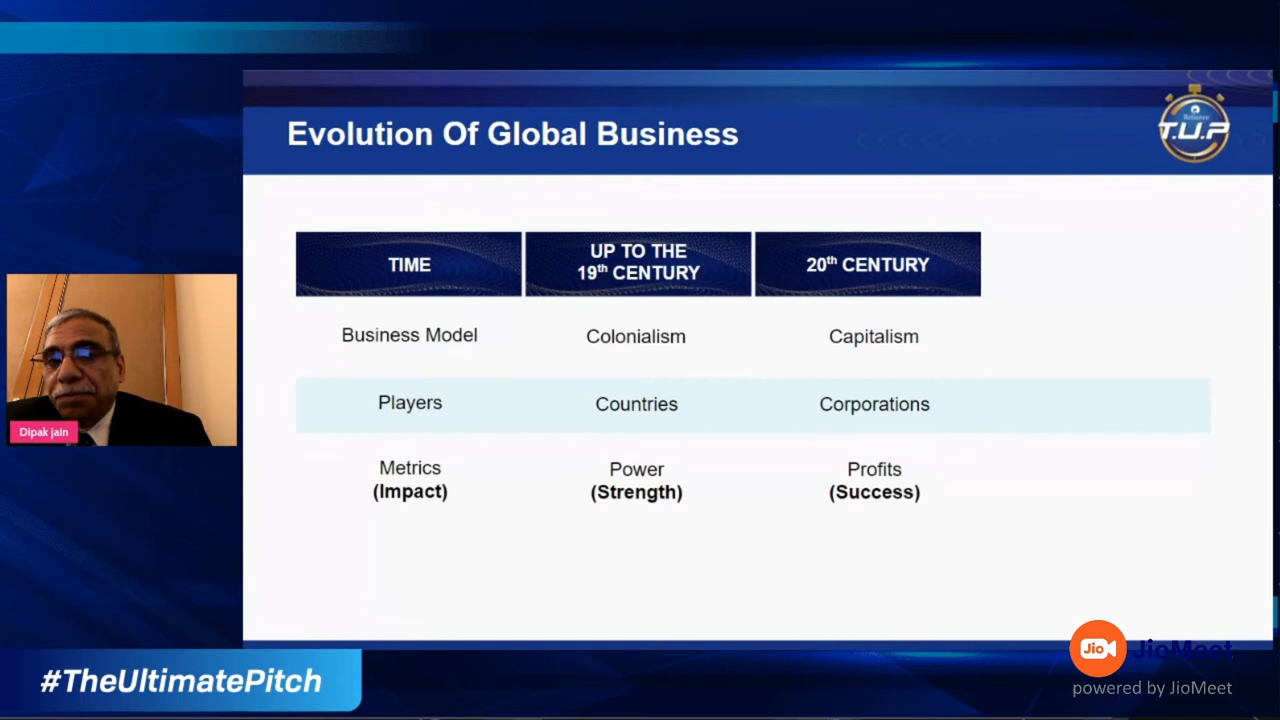 Evolution Of Global Business
Reliance
T.U.P
TIME
UP TO THE
19th CENTURY
20th CENTURY
Business Model
Colonialism
Capitalism
Players
Countries
Corporations
Metrics
(Impact)
Power
(Strength)
Profits
(Success)
Dipak jain
#TheUltimatePitch
Jio
JioMeet
powered by JioMeet